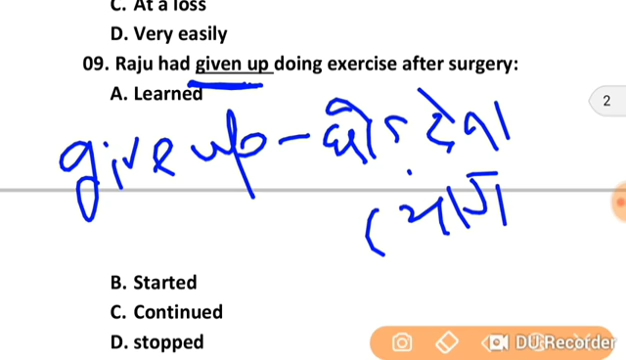 C. At a loss
D. Very easily
09. Raju had given up doing exercise after surgery:
A. Learned
2
give up - छोड़ देना
B. Started
C. Continued
D. stopped
DU Recorder